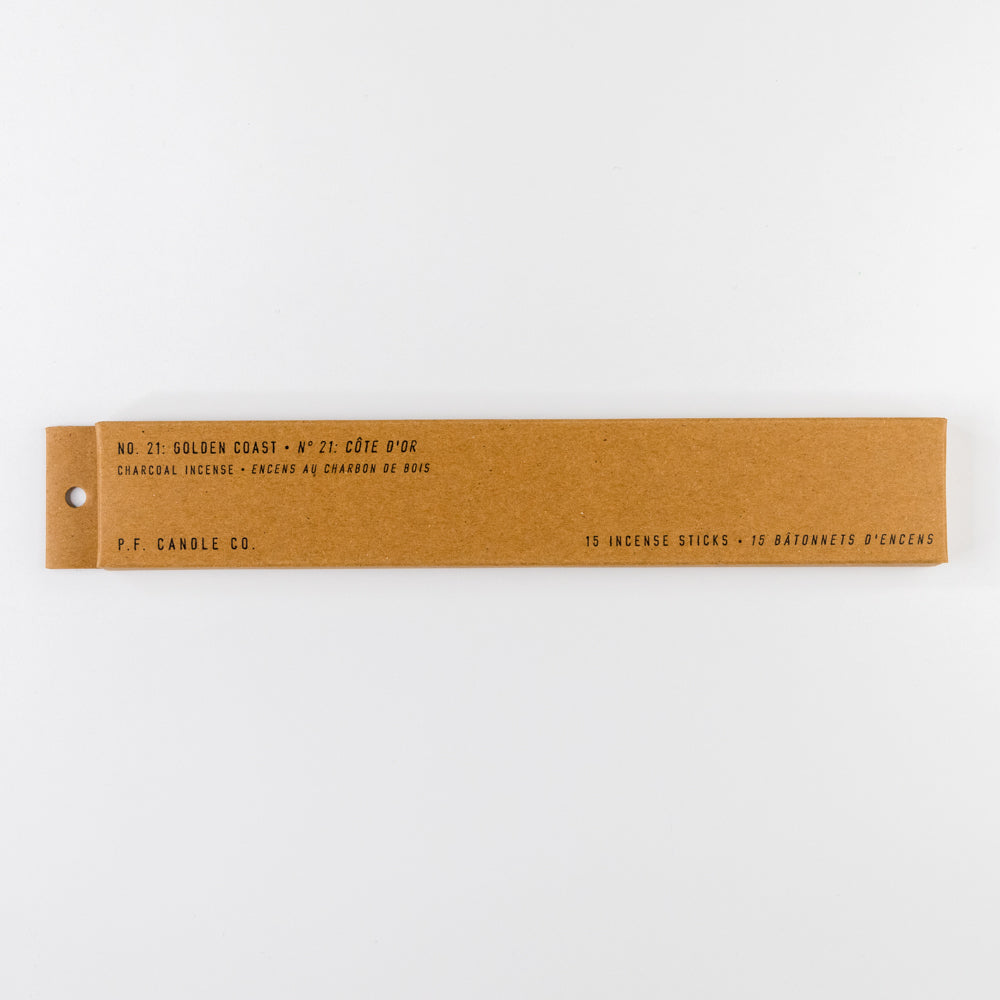 NO. 21: GOLDEN COAST • N° 21: CÔTE D'OR
CHARCOAL INCENSE • ENCENS AU CHARBON DE BOIS
P.F. CANDLE CO.
15 INCENSE STICKS • 15 BÂTONNETS D'ENCENS